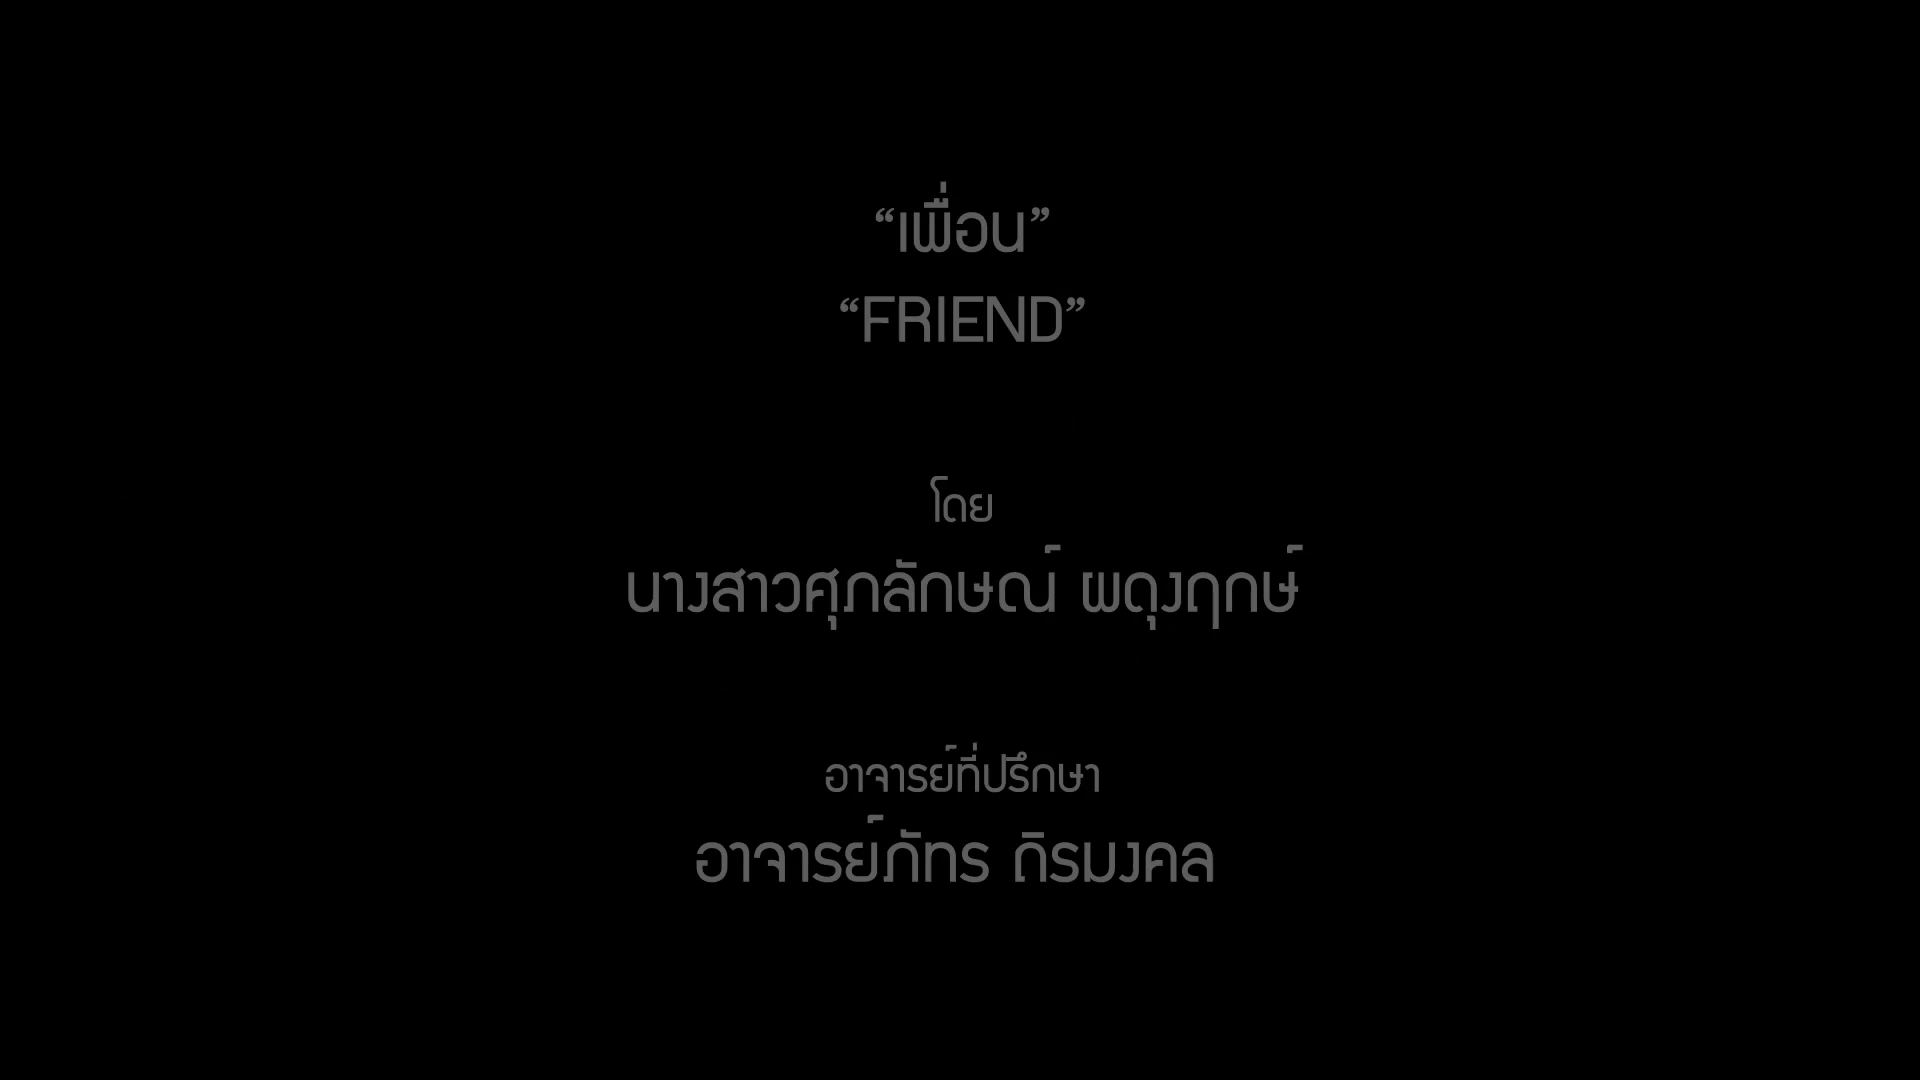 “เพื่อน”
“FRIEND”
โดย
นางสาวศุภลักษณ์ ผดุงฤกษ์
อาจารย์ที่ปรึกษา
อาจารย์ภัทร ถิรมงคล